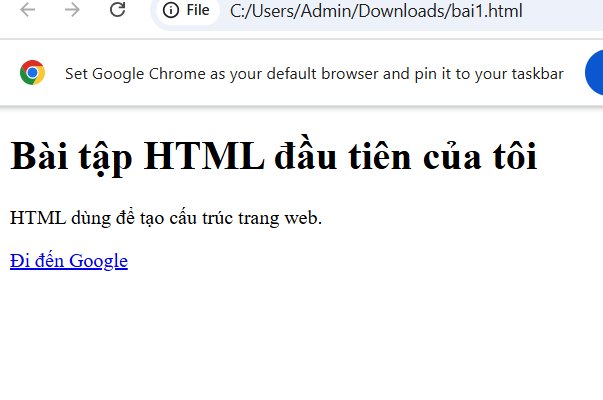 File C:/Users/Admin/Downloads/bai1.html
Set Google Chrome as your default browser and pin it to your taskbar
Bài tập HTML đầu tiên của tôi
HTML dùng để tạo cấu trúc trang web.
Đi đến Google